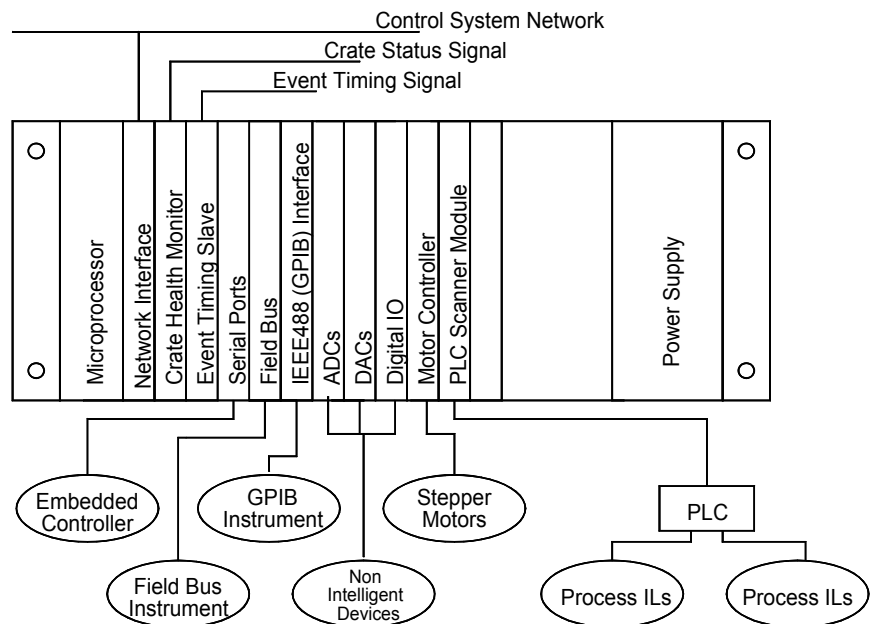 Control System Network
Crate Status Signal
Event Timing Signal
Microprocessor
Network Interface
Crate Health Monitor
Event Timing Slave
Serial Ports
Field Bus
IEEE488 (GPIB) Interface
ADCs
DACs
Digital IO
Motor Controller
PLC Scanner Module
Power Supply
Embedded
Controller
GPIB
Instrument
Stepper
Motors
PLC
Field Bus
Instrument
Non
Intelligent
Devices
Process ILs
Process ILs